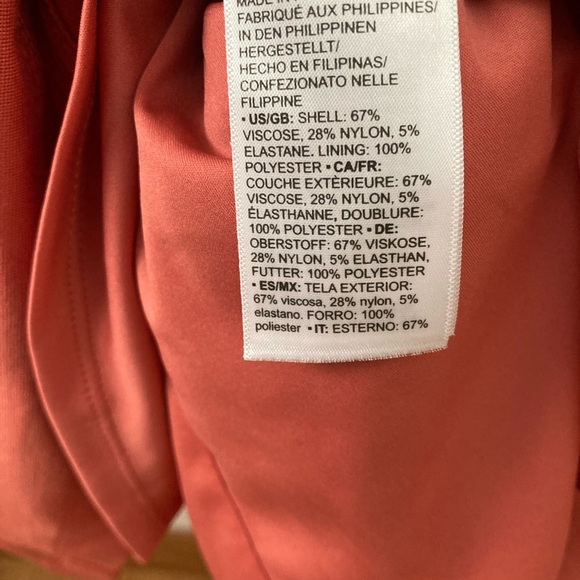 MADE IN
FABRIQUÉ AUX PHILIPPINES/
IN DEN PHILIPPINEN
HERGESTELLT/
HECHO EN FILIPINAS/
CONFEZIONATO NELLE
FILIPPINE
• US/GB: SHELL: 67%
VISCOSE, 28% NYLON, 5%
ELASTANE. LINING: 100%
POLYESTER • CA/FR:
COUCHE EXTÈRIEURE: 67%
VISCOSE, 28% NYLON, 5%
ÉLASTHANNE, DOUBLURE:
100% POLYESTER • DE:
OBERSTOFF: 67% VISKOSE,
28% NYLON, 5% ELASTHAN,
FUTTER: 100% POLYESTER
• ES/MX: TELA EXTERIOR:
67% viscosa, 28% nylon, 5%
elastano. FORRO: 100%
poliester • IT: ESTERNO: 67%